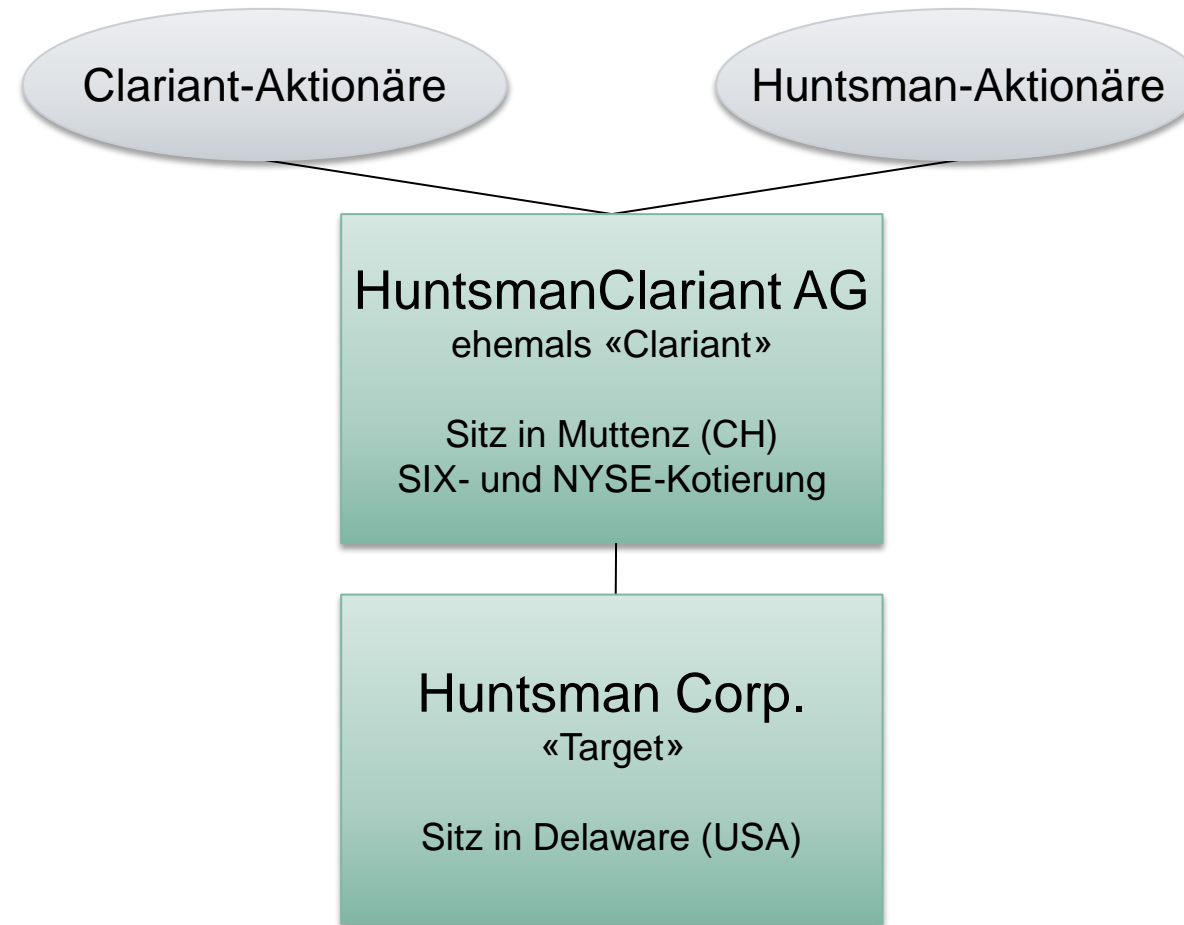 Clariant-Aktionäre
Huntsman-Aktionäre
HuntsmanClariant AG
ehemals «Clariant»
Sitz in Muttenz (CH)
SIX- und NYSE-Kotierung
Huntsman Corp.
«Target»
Sitz in Delaware (USA)